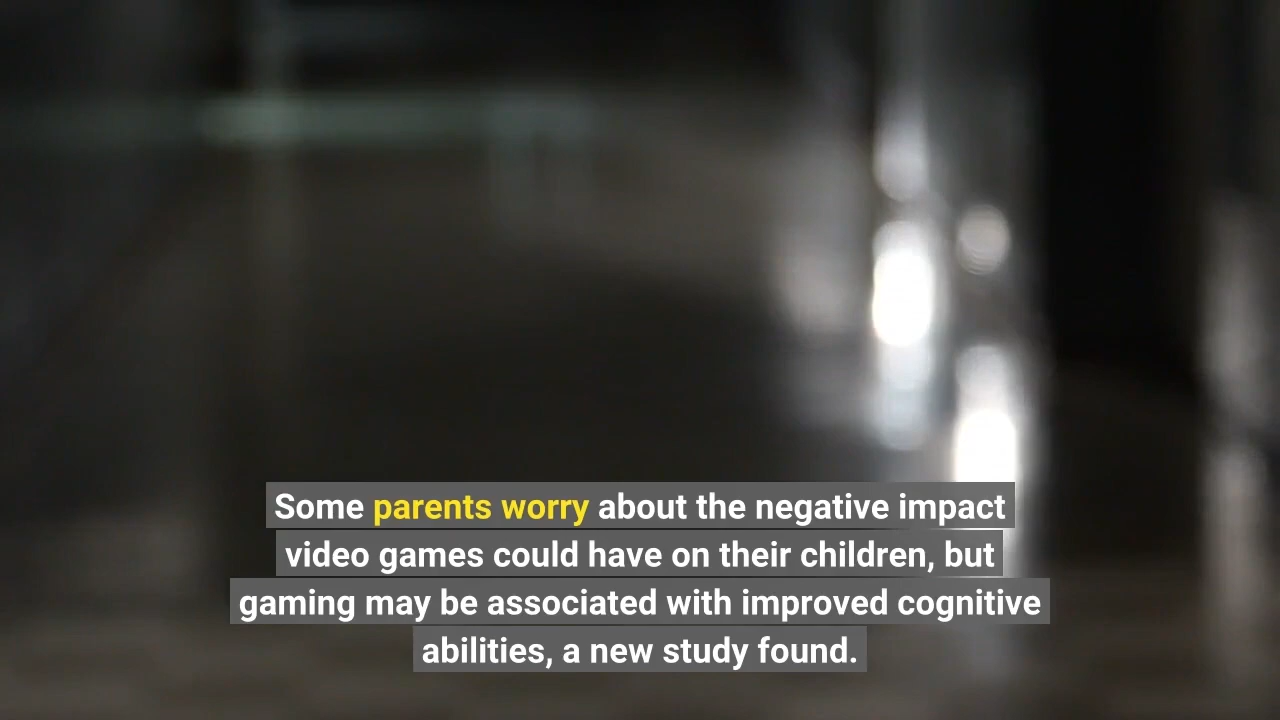 Some parents worry about the negative impact
video games could have on their children, but
gaming may be associated with improved cognitive
abilities, a new study found.